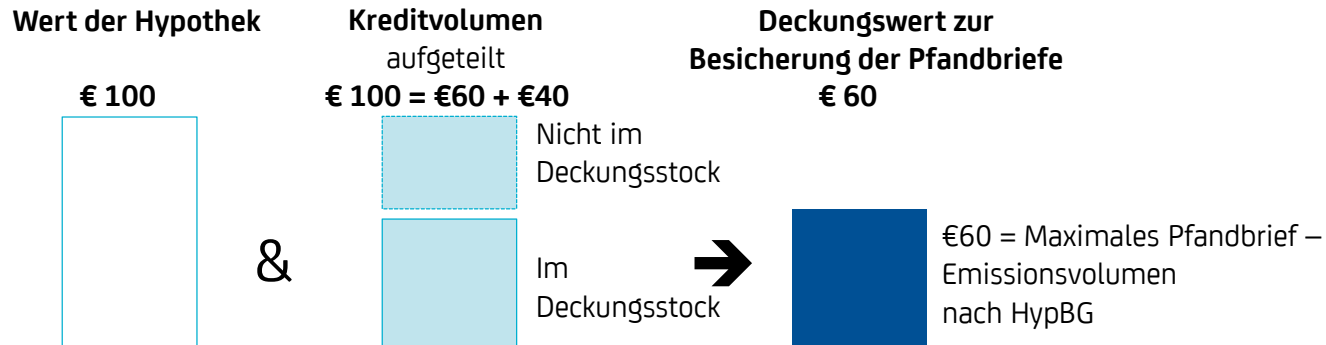 Wert der Hypothek
€ 100
Kreditvolumen
aufgeteilt
€ 100 = €60 + €40
Deckungswert zur
Besicherung der Pfandbriefe
€ 60
Nicht im
Deckungsstock
&
Im
Deckungsstock
€60 = Maximales Pfandbrief –
Emissionsvolumen
nach HypBG